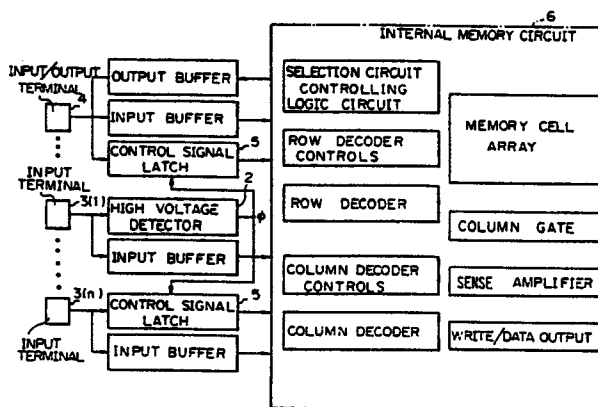 6
INTERNAL MEMORY CIRCUIT
INPUT/OUTPUT
TERMINAL
4
OUTPUT BUFFER
INPUT BUFFER
5
CONTROL SIGNAL
LATCH
INPUT
TERMINAL
3(1)
2
HIGH VOLTAGE
DETECTOR
φ
INPUT BUFFER
3(n)
5
CONTROL SIGNAL
LATCH
INPUT
TERMINAL
INPUT BUFFER
SELECTION CIRCUIT
CONTROLLING
LOGIC CIRCUIT
ROW DECODER
CONTROLS
ROW DECODER
COLUMN DECODER
CONTROLS
COLUMN DECODER
MEMORY CELL
ARRAY
COLUMN GATE
SENSE AMPLIFIER
WRITE/DATA OUTPUT